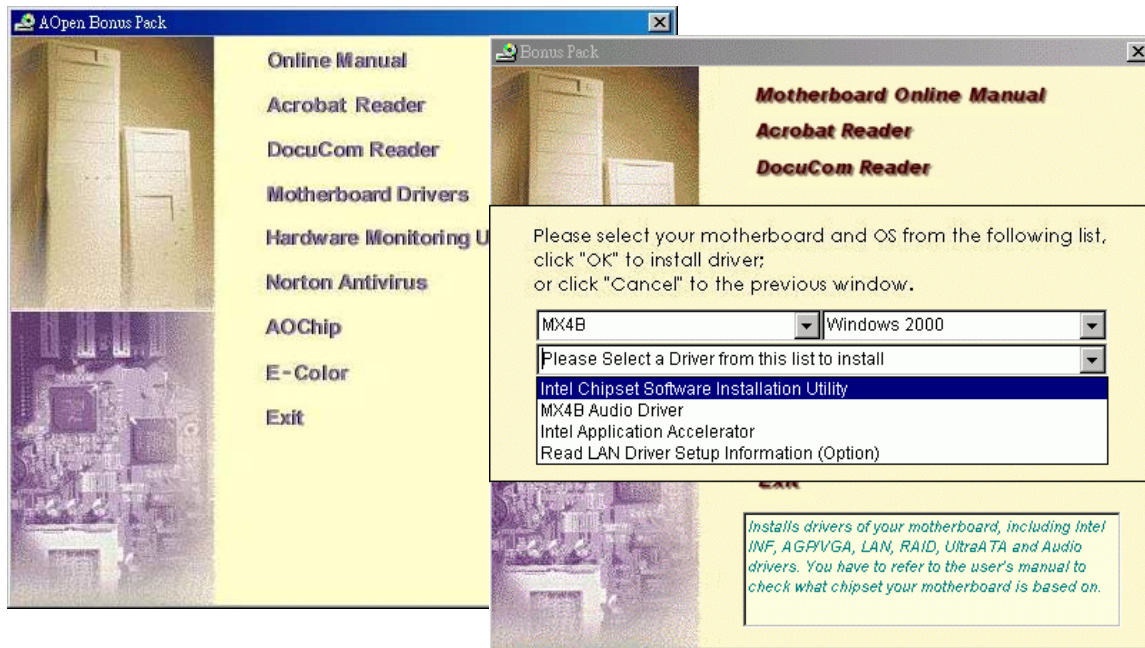 AOpen Bonus Pack
Online Manual
Acrobat Reader
DocuCom Reader
Motherboard Drivers
Hardware Monitoring U
Norton Antivirus
AOChip
E-Color
Exit
Bonus Pack
Motherboard Online Manual
Acrobat Reader
DocuCom Reader
Please select your motherboard and OS from the following list,
click "OK" to install driver;
or click "Cancel" to the previous window.
MX4B
Windows 2000
Please Select a Driver from this list to install
Intel Chipset Software Installation Utility
MX4B Audio Driver
Intel Application Accelerator
Read LAN Driver Setup Information (Option)
Exit
Installs drivers of your motherboard, including Intel
INF, AGP/VGA, LAN, RAID, UltraATA and Audio
drivers. You have to refer to the user's manual to
check what chipset your motherboard is based on.